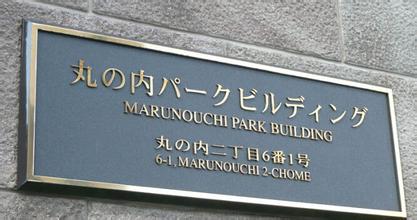 丸の内パークビルディング
MARUNOUCHI PARK BUILDING
丸の内二丁目6番1号
6-1, MARUNOUCHI 2-CHOME